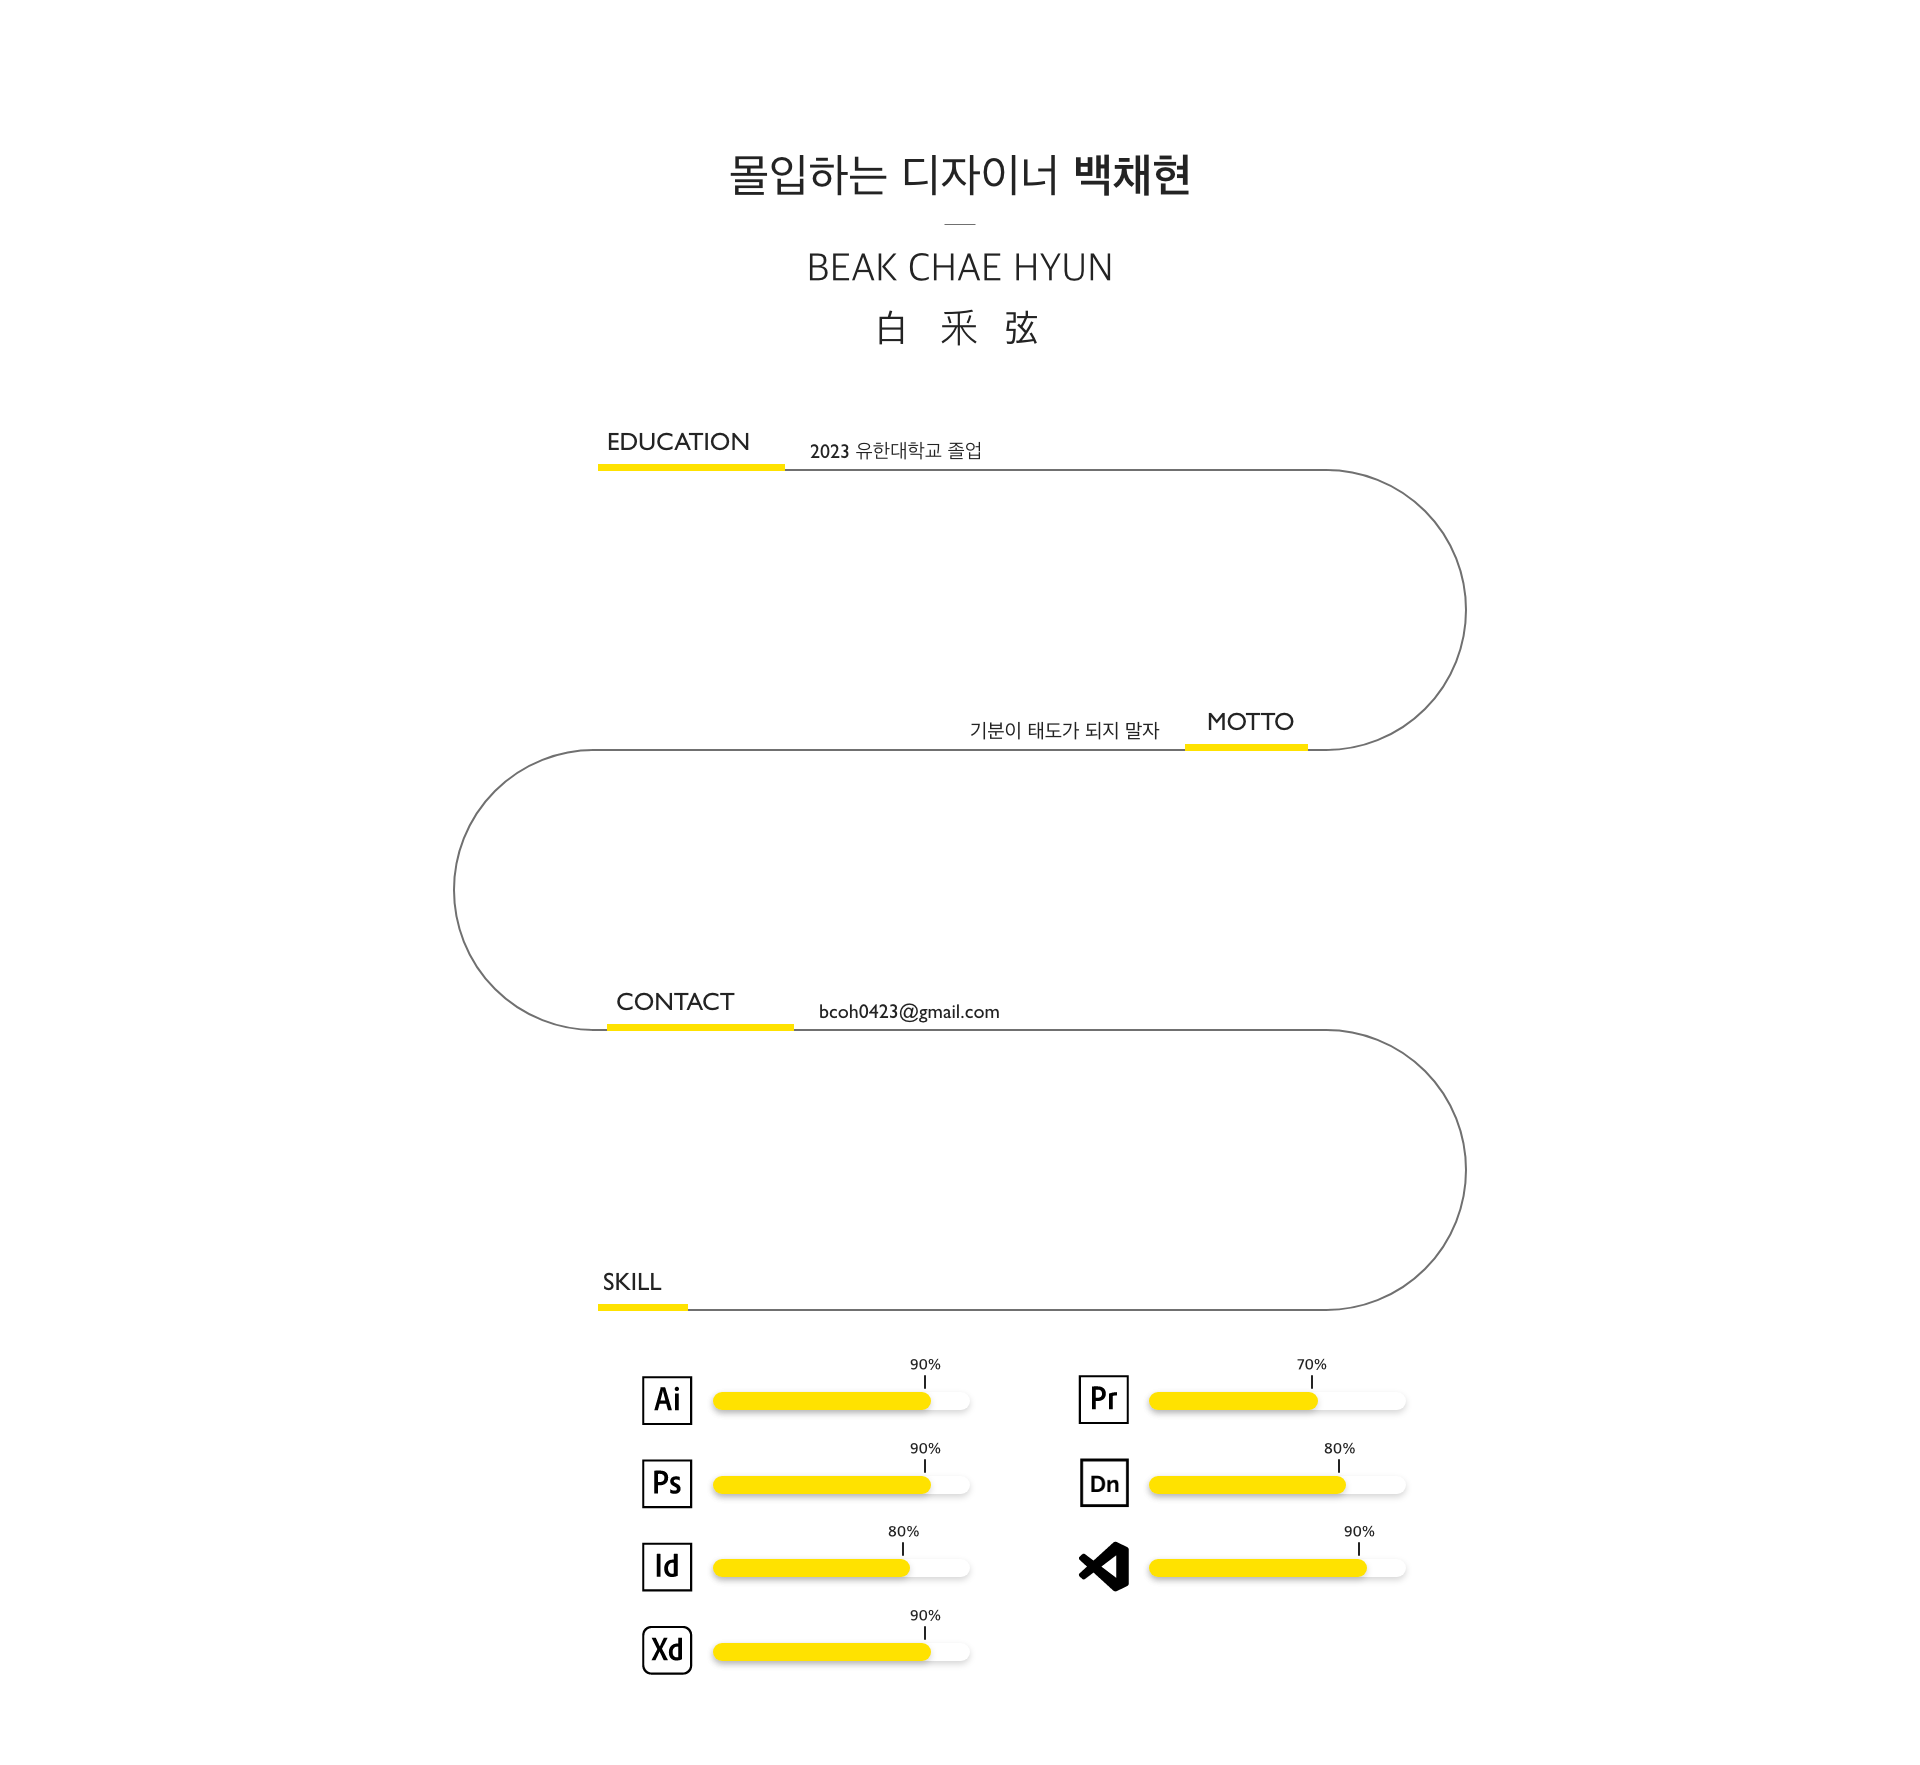 몰입하는 디자이너 백채현
BEAK CHAE HYUN
白 采 弦
EDUCATION 2023 유한대학교 졸업
기분이 태도가 되지 말자 MOTTO
CONTACT bcoh0423@gmail.com
SKILL
Ai 90%
Ps 90%
Id 80%
Xd 90%
Pr 70%
Dn 80%
90%